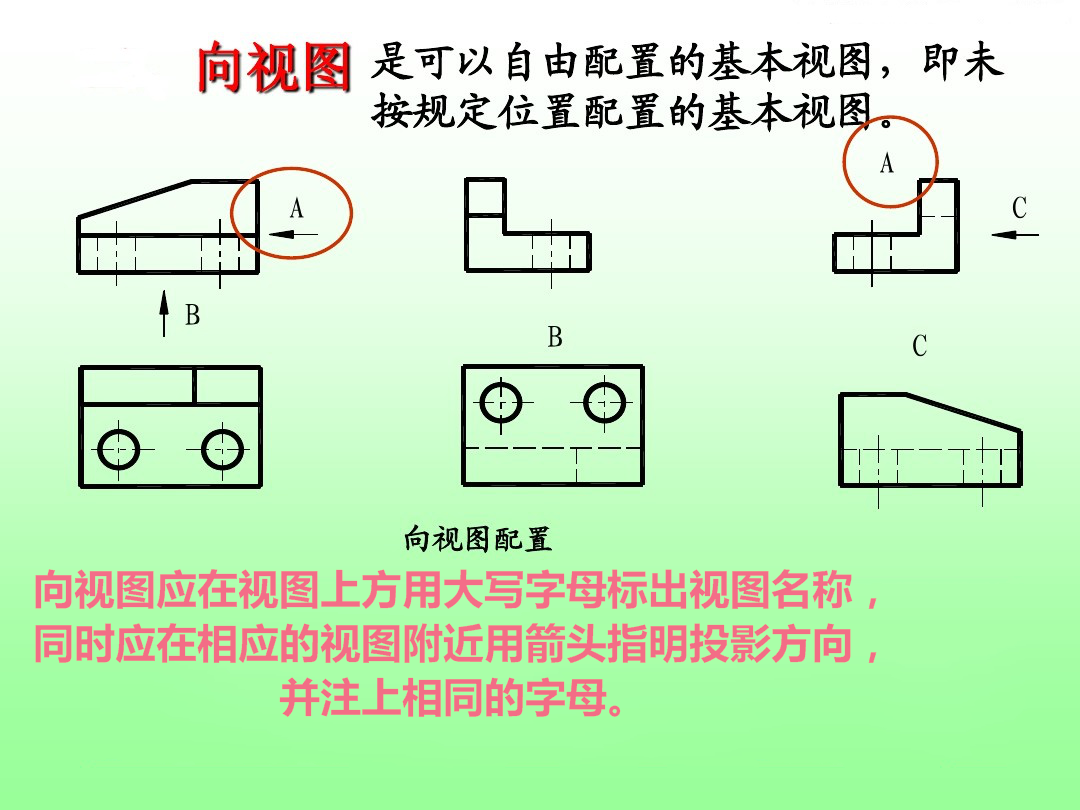 向视图 是可以自由配置的基本视图，即未
按规定位置配置的基本视图。
A
A
C
B
B
C
向视图配置
向视图应在视图上方用大写字母标出视图名称，
同时应在相应的视图附近用箭头指明投影方向，
并注上相同的字母。